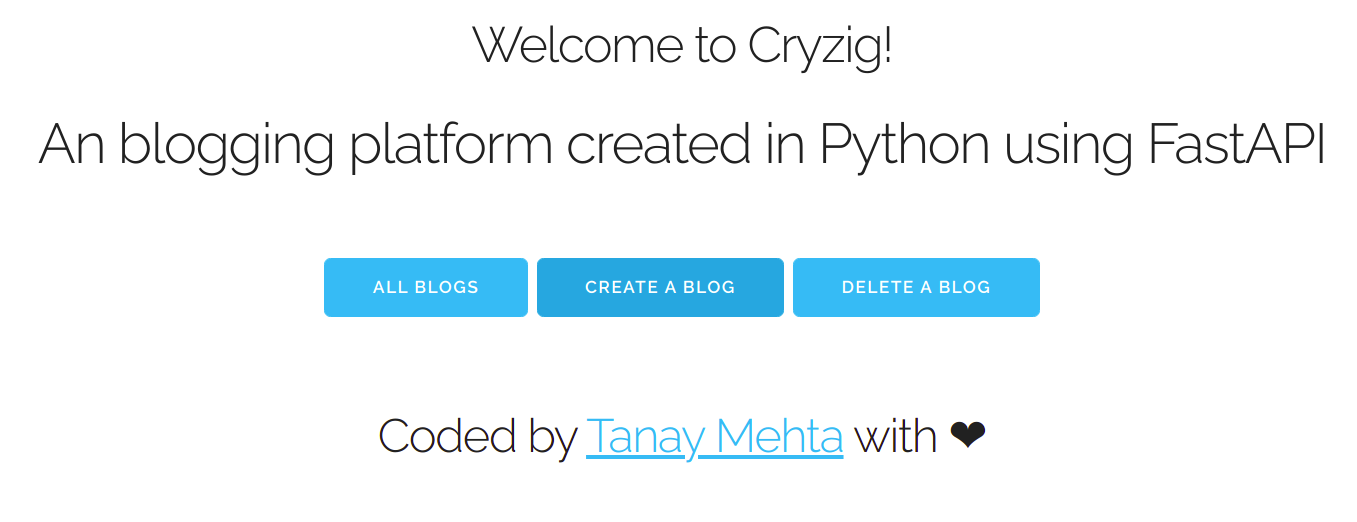 Welcome to Cryzig!
An blogging platform created in Python using FastAPI
ALL BLOGS
CREATE A BLOG
DELETE A BLOG
Coded by Tanay Mehta with ❤